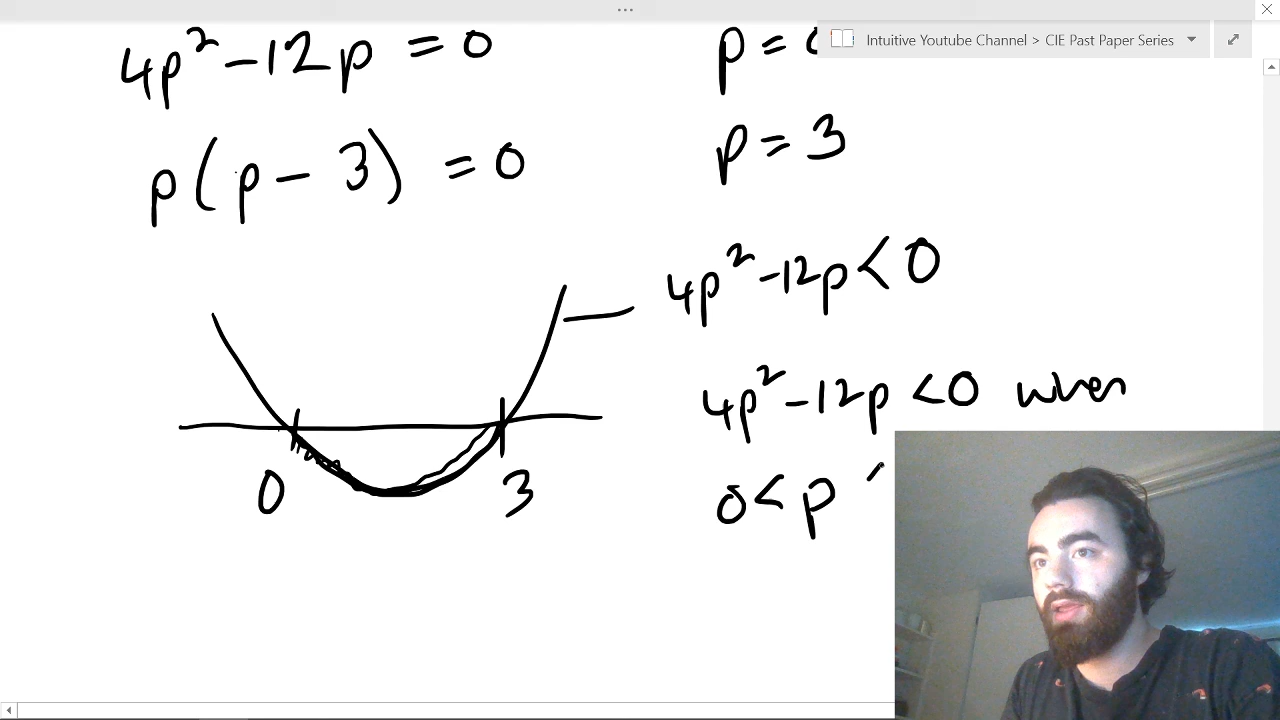 Intuitive Youtube Channel > CIE Past Paper Series
4p² -12p = 0
p =
p(p - 3) = 0
p = 3
4p² -12p < 0
4p² -12p < 0 when
0 3
0 < p